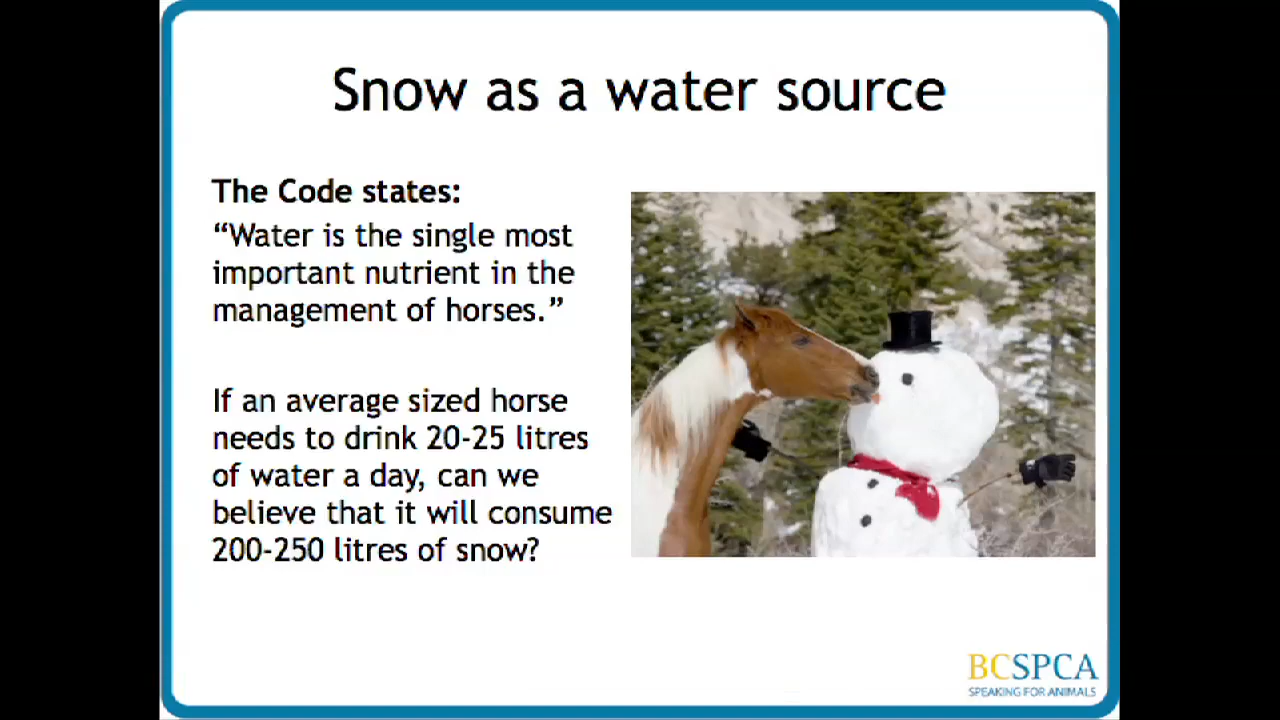 Snow as a water source
The Code states:
“Water is the single most
important nutrient in the
management of horses.”
If an average sized horse
needs to drink 20-25 litres
of water a day, can we
believe that it will consume
200-250 litres of snow?
BCSPCA
SPEAKING FOR ANIMALS